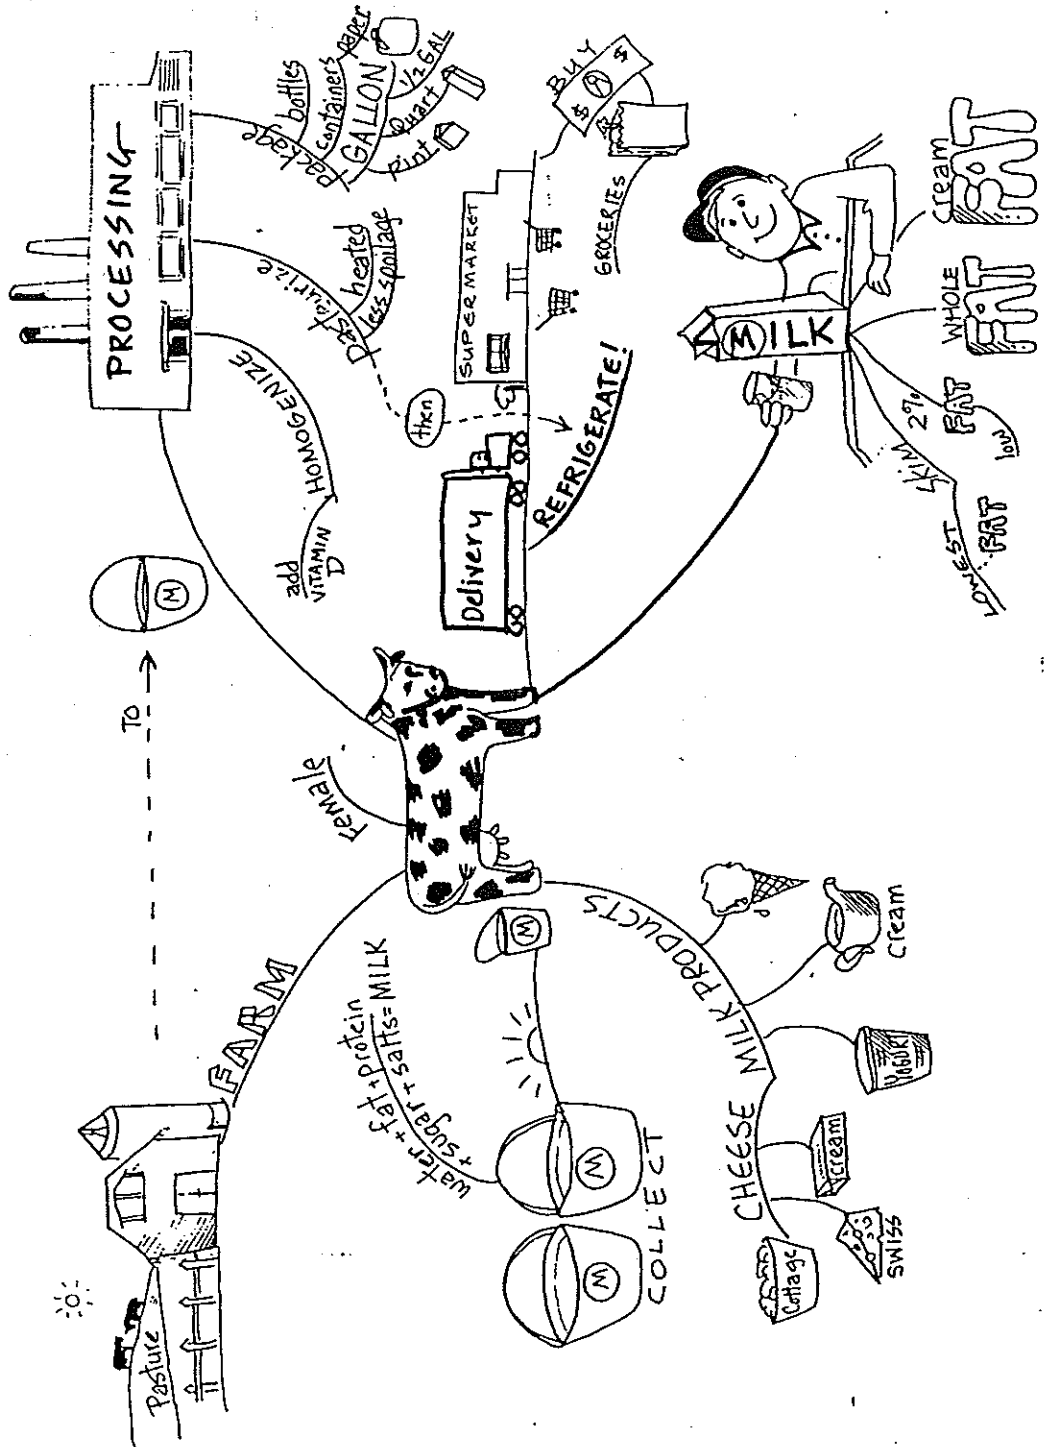 Pasture
FARM
TO
M
PROCESSING
HOMOGENIZE
add
VITAMIN
D
Pasteurize
heated
less spoilage
then
Package
bottles
containers
paper
GALLON
1/2 GAL
Quart
pint
Female
water + fat + protein
+ sugar + salts = MILK
M
M
M
COLLECT
Delivery
REFRIGERATE!
SUPERMARKET
BUY
$ $
GROCERIES
MILK PRODUCTS
Cream
YOGURT
CHEESE
cream
SWISS
Cottage
MILK
SKIM
LOWEST
FAT
2%
FAT
low
WHOLE
FAT
cream
FAT